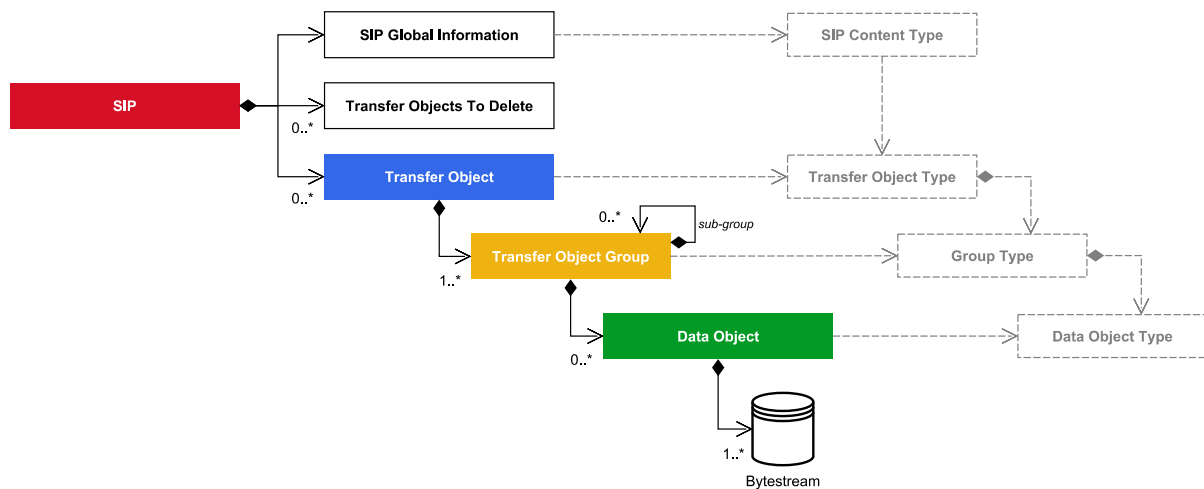 SIP Global Information
SIP Content Type
SIP
Transfer Objects To Delete
0..*
Transfer Object
Transfer Object Type
0..*
0..*
sub-group
Transfer Object Group
Group Type
1..*
Data Object
Data Object Type
0..*
1..*
Bytestream